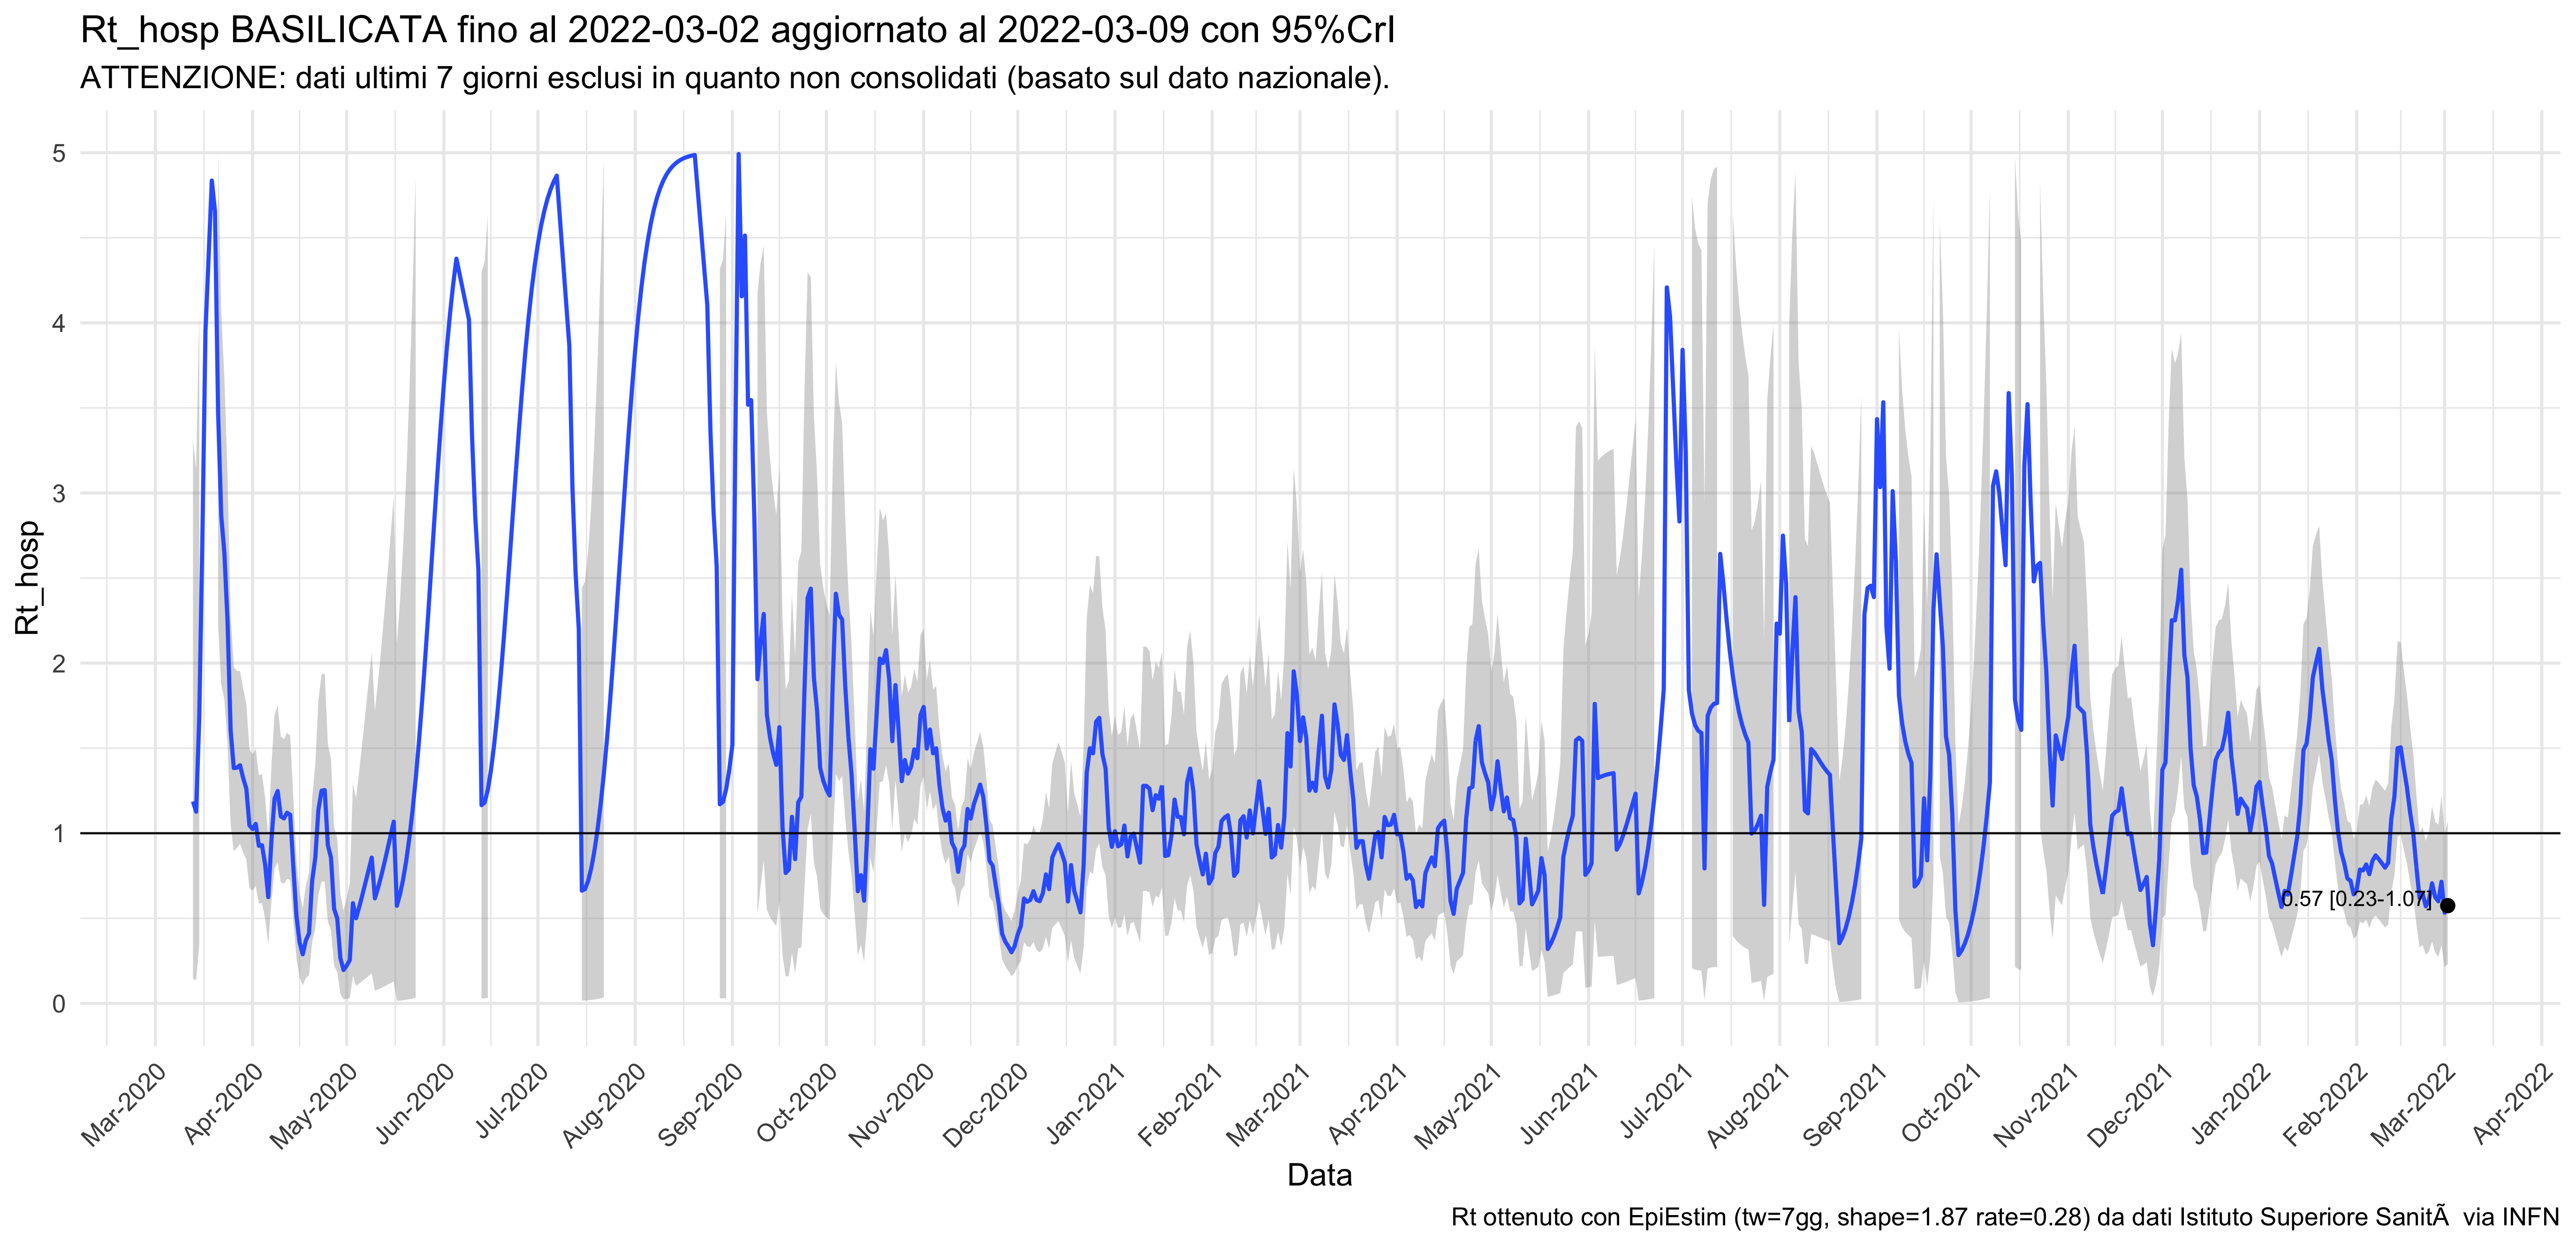 Rt_hosp BASILICATA fino al 2022-03-02 aggiornato al 2022-03-09 con 95%CrI
ATTENZIONE: dati ultimi 7 giorni esclusi in quanto non consolidati (basato sul dato nazionale).
5
4
3
2
1
0
Rt_hosp
0.57 [0.23-1.07]
Mar-2020
Apr-2020
May-2020
Jun-2020
Jul-2020
Aug-2020
Sep-2020
Oct-2020
Nov-2020
Dec-2020
Jan-2021
Feb-2021
Mar-2021
Apr-2021
May-2021
Jun-2021
Jul-2021
Aug-2021
Sep-2021
Oct-2021
Nov-2021
Dec-2021
Jan-2022
Feb-2022
Mar-2022
Apr-2022
Data
Rt ottenuto con EpiEstim (tw=7gg, shape=1.87 rate=0.28) da dati Istituto Superiore SanitÃ  via INFN